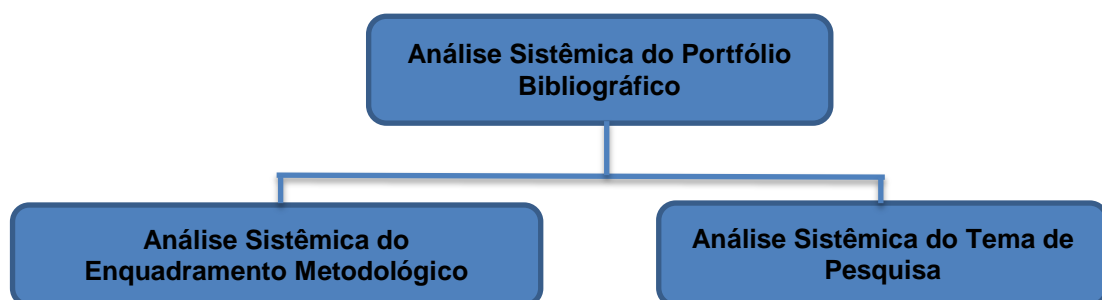 Análise Sistêmica do Portfólio
Bibliográfico
Análise Sistêmica do
Enquadramento Metodológico
Análise Sistêmica do Tema de
Pesquisa